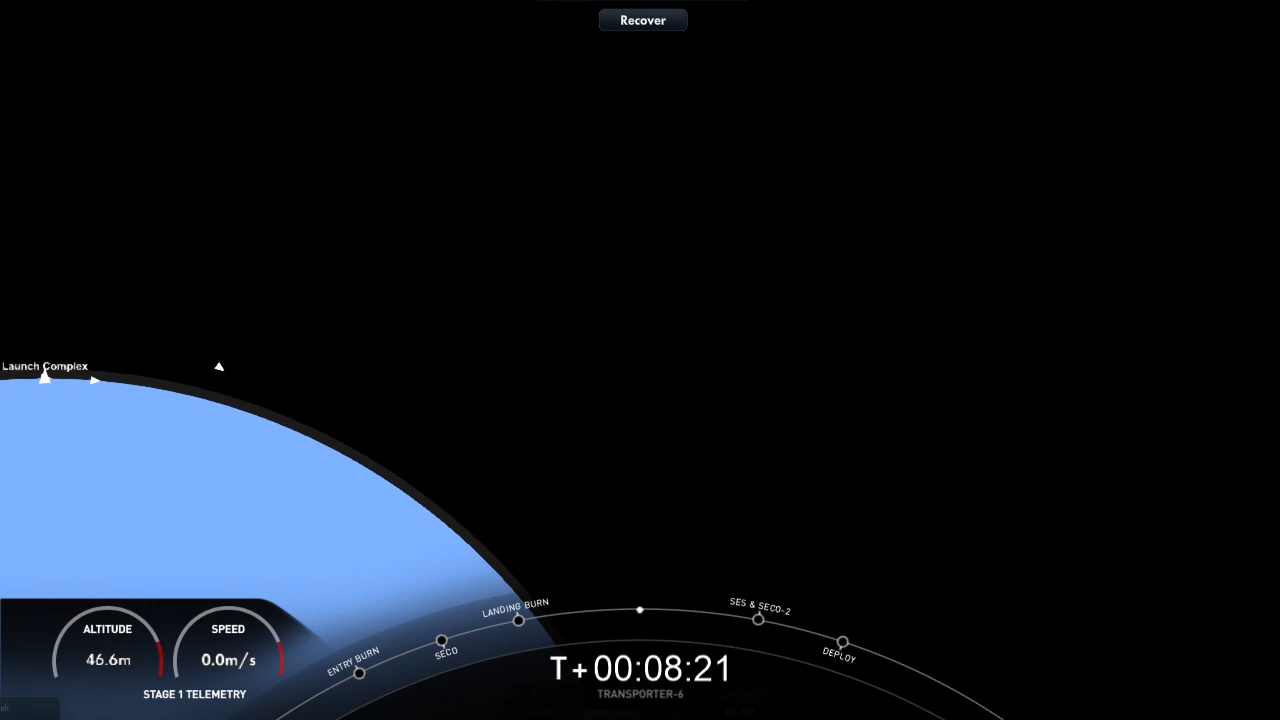 Recover
Launch Complex
LANDING BURN
SES & SECO-2
ALTITUDE
SPEED
46.6m
0.0m/s
ENTRY BURN
SECO
DEPLOY
T+00:08:21
STAGE 1 TELEMETRY
TRANSPORTER-6